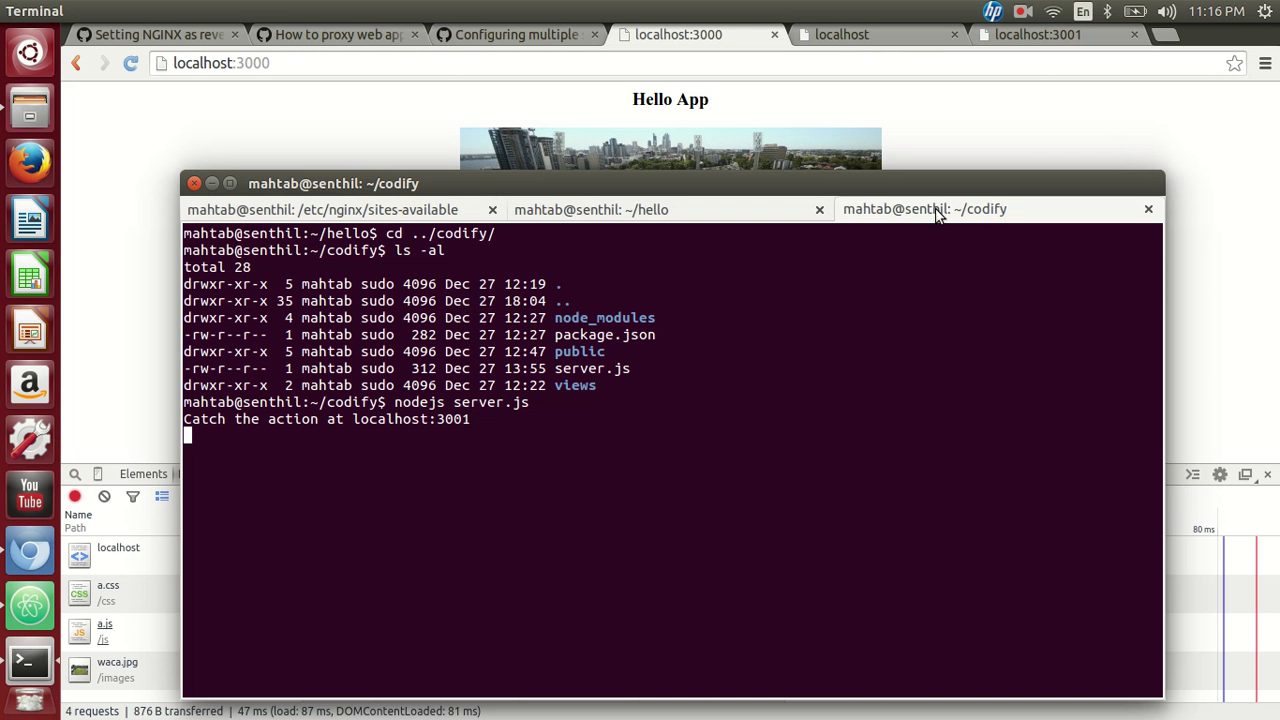 Terminal
En
11:16 PM
Setting NGINX as reve
How to proxy web app
Configuring multiple
localhost:3000
localhost
localhost:3001
localhost:3000
Hello App
mahtab@senthil: ~/codify
mahtab@senthil: /etc/nginx/sites-available
mahtab@senthil: ~/hello
mahtab@senthil: ~/codify
mahtab@senthil:~/hello$ cd ../codify/
mahtab@senthil:~/codify$ ls -al
total 28
drwxr-xr-x  5 mahtab sudo 4096 Dec 27 12:19 .
drwxr-xr-x 35 mahtab sudo 4096 Dec 27 18:04 ..
drwxr-xr-x  4 mahtab sudo 4096 Dec 27 12:27 node_modules
-rw-r--r--  1 mahtab sudo  282 Dec 27 12:27 package.json
drwxr-xr-x  5 mahtab sudo 4096 Dec 27 12:47 public
-rw-r--r--  1 mahtab sudo  312 Dec 27 13:55 server.js
drwxr-xr-x  2 mahtab sudo 4096 Dec 27 12:22 views
mahtab@senthil:~/codify$ nodejs server.js
Catch the action at localhost:3001
Elements
Name
Path
80 ms
localhost
a.css
/css
a.js
/js
waca.jpg
/images
4 requests | 876 B transferred | 47 ms (load: 87 ms, DOMContentLoaded: 81 ms)
hp
a
You
Tube
CSS
JS